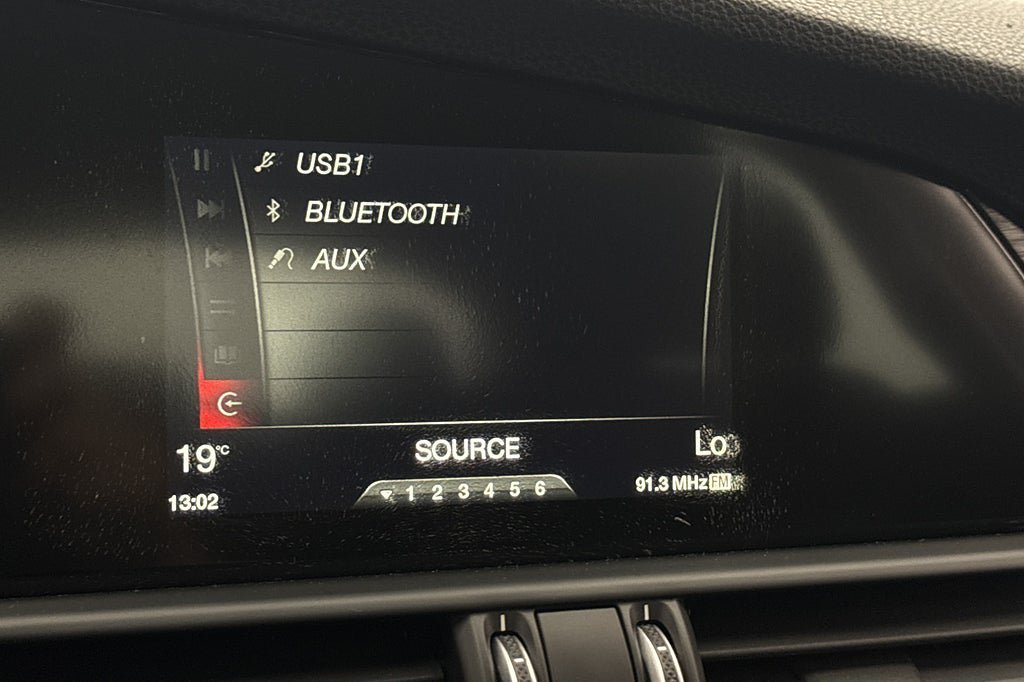 USB1
BLUETOOTH
AUX
19°C
SOURCE
Lo
13:02
1 2 3 4 5 6
91.3 MHz FM